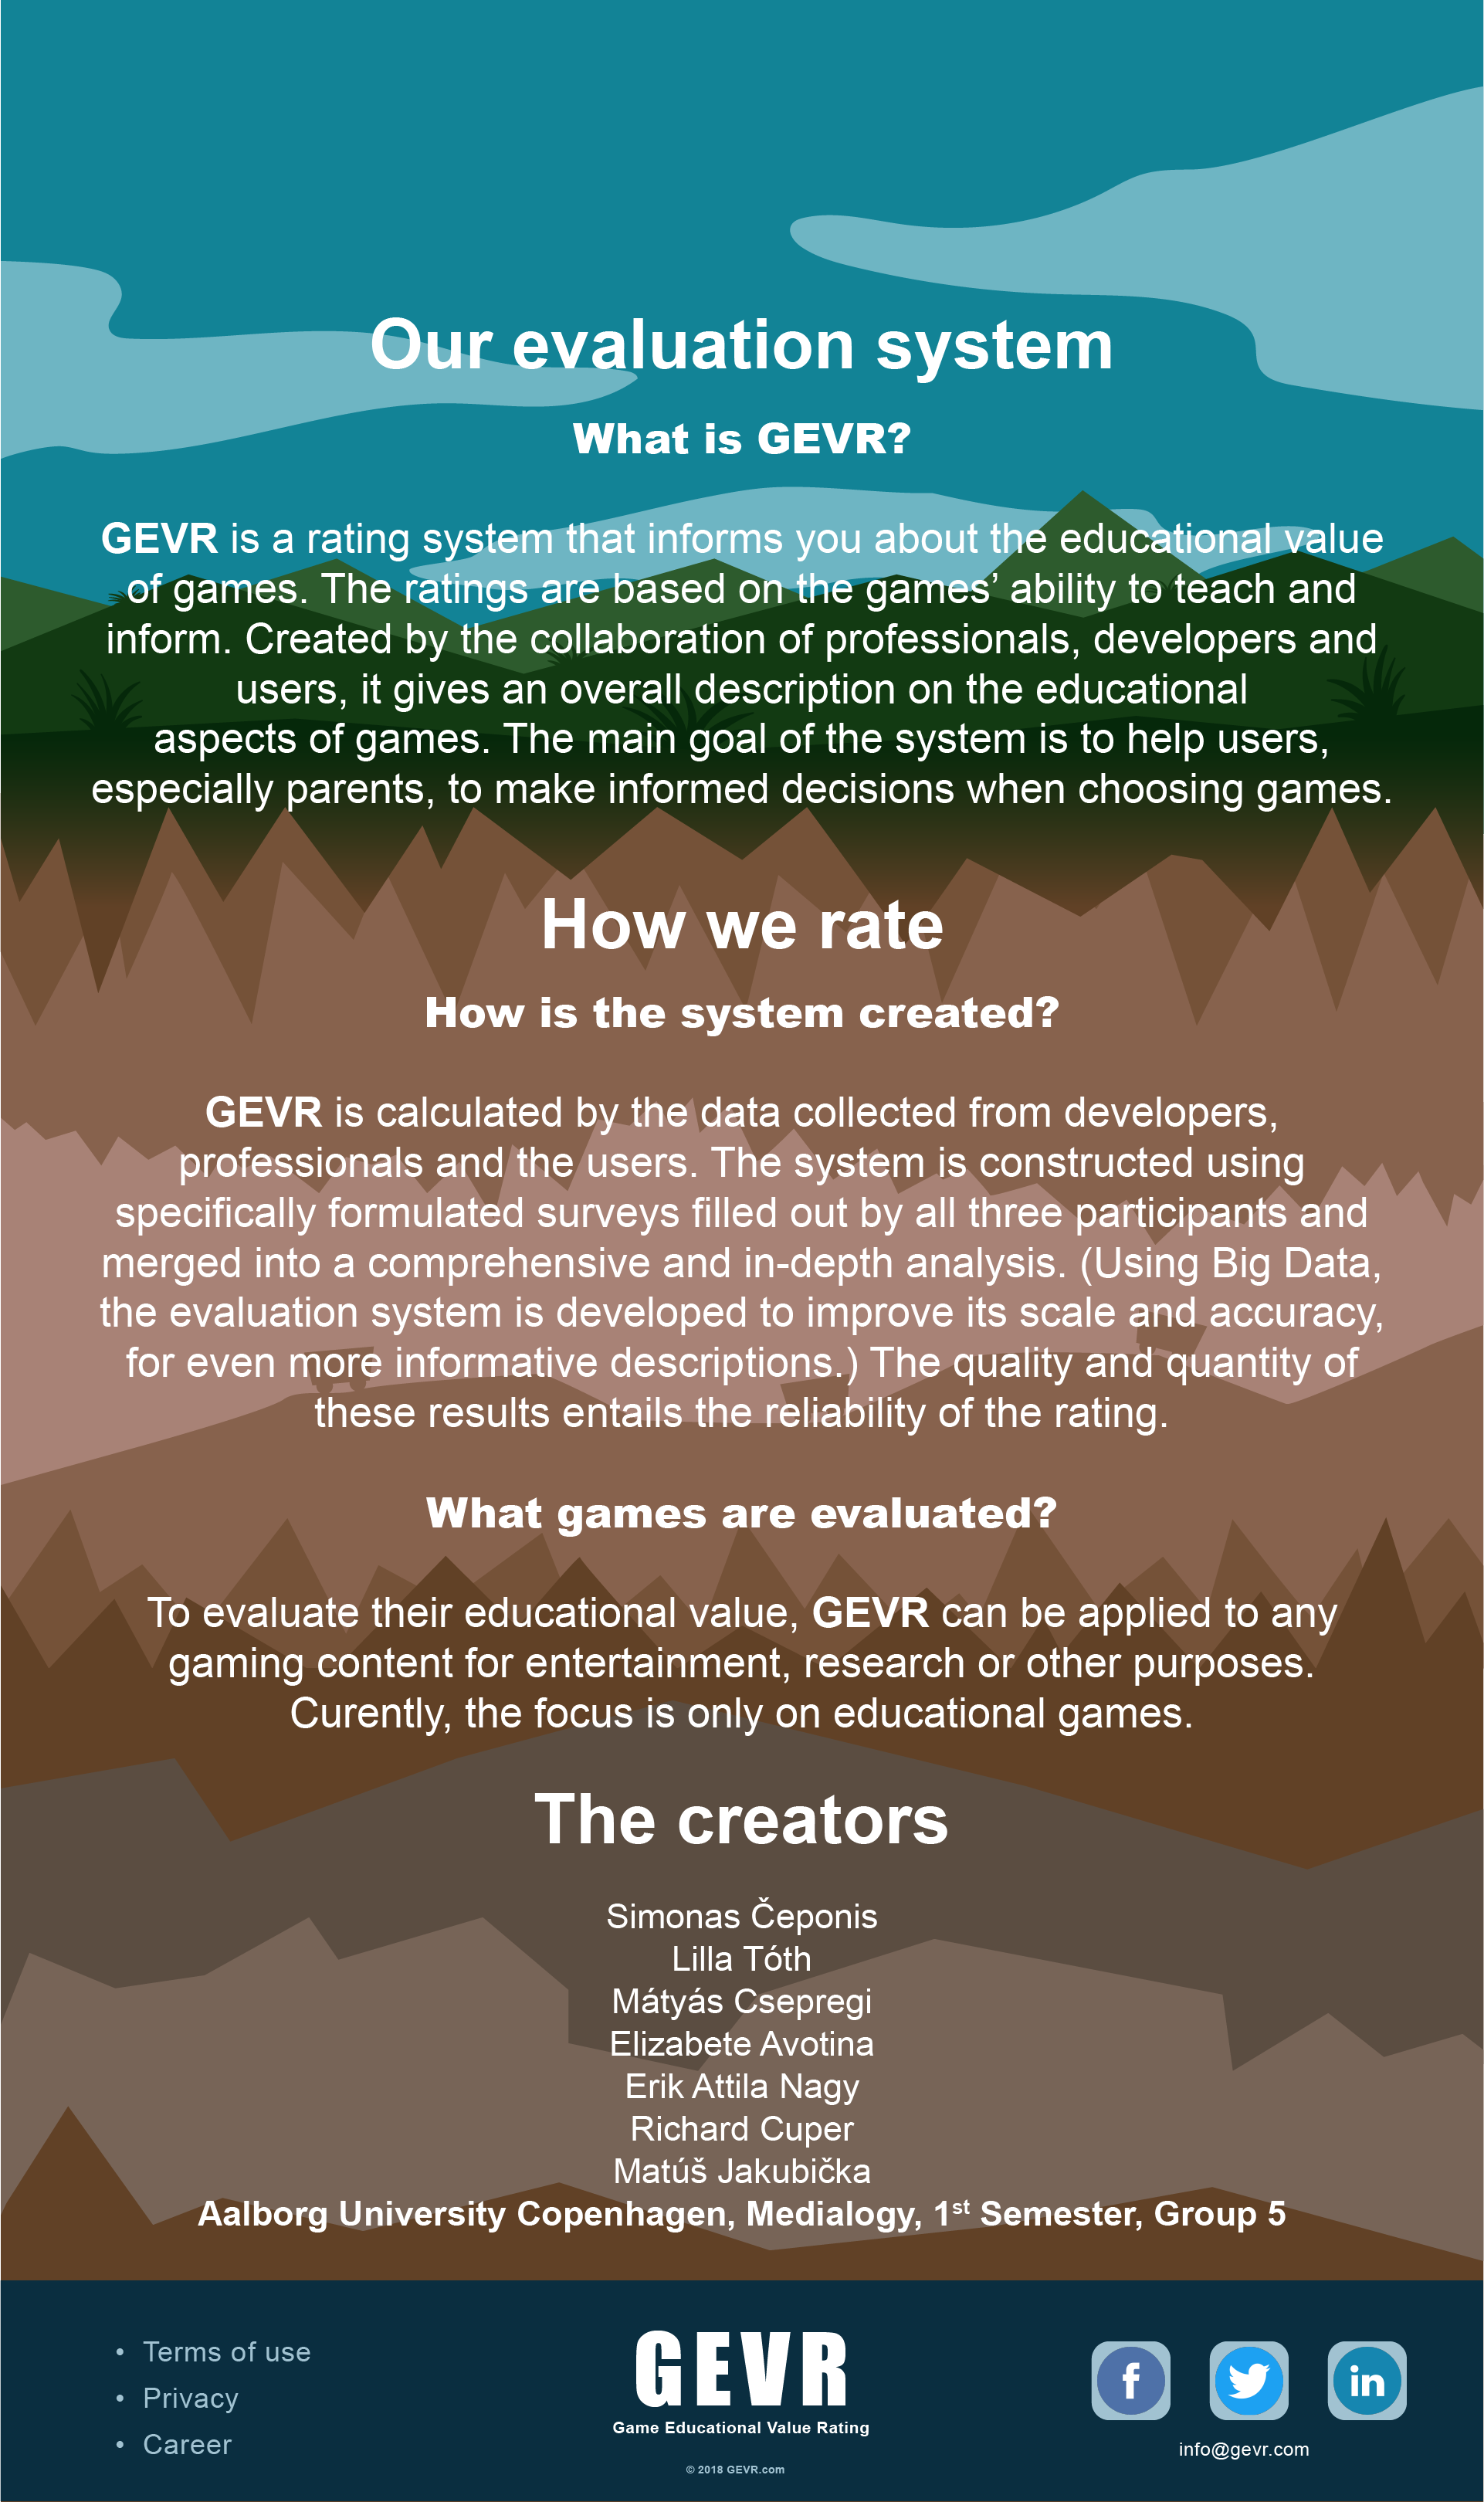 Our evaluation system
What is GEVR?
GEVR is a rating system that informs you about the educational value
of games. The ratings are based on the games’ ability to teach and
inform. Created by the collaboration of professionals, developers and
users, it gives an overall description on the educational
aspects of games. The main goal of the system is to help users,
especially parents, to make informed decisions when choosing games.
How we rate
How is the system created?
GEVR is calculated by the data collected from developers,
professionals and the users. The system is constructed using
specifically formulated surveys filled out by all three participants and
merged into a comprehensive and in-depth analysis. (Using Big Data,
the evaluation system is developed to improve its scale and accuracy,
for even more informative descriptions.) The quality and quantity of
these results entails the reliability of the rating.
What games are evaluated?
To evaluate their educational value, GEVR can be applied to any
gaming content for entertainment, research or other purposes.
Curently, the focus is only on educational games.
The creators
Simonas Čeponis
Lilla Tóth
Mátyás Csepregi
Elizabete Avotina
Erik Attila Nagy
Richard Cuper
Matúš Jakubička
Aalborg University Copenhagen, Medialogy, 1st Semester, Group 5
• Terms of use
• Privacy
• Career
GEVR
Game Educational Value Rating
© 2018 GEVR.com
f
in
info@gevr.com